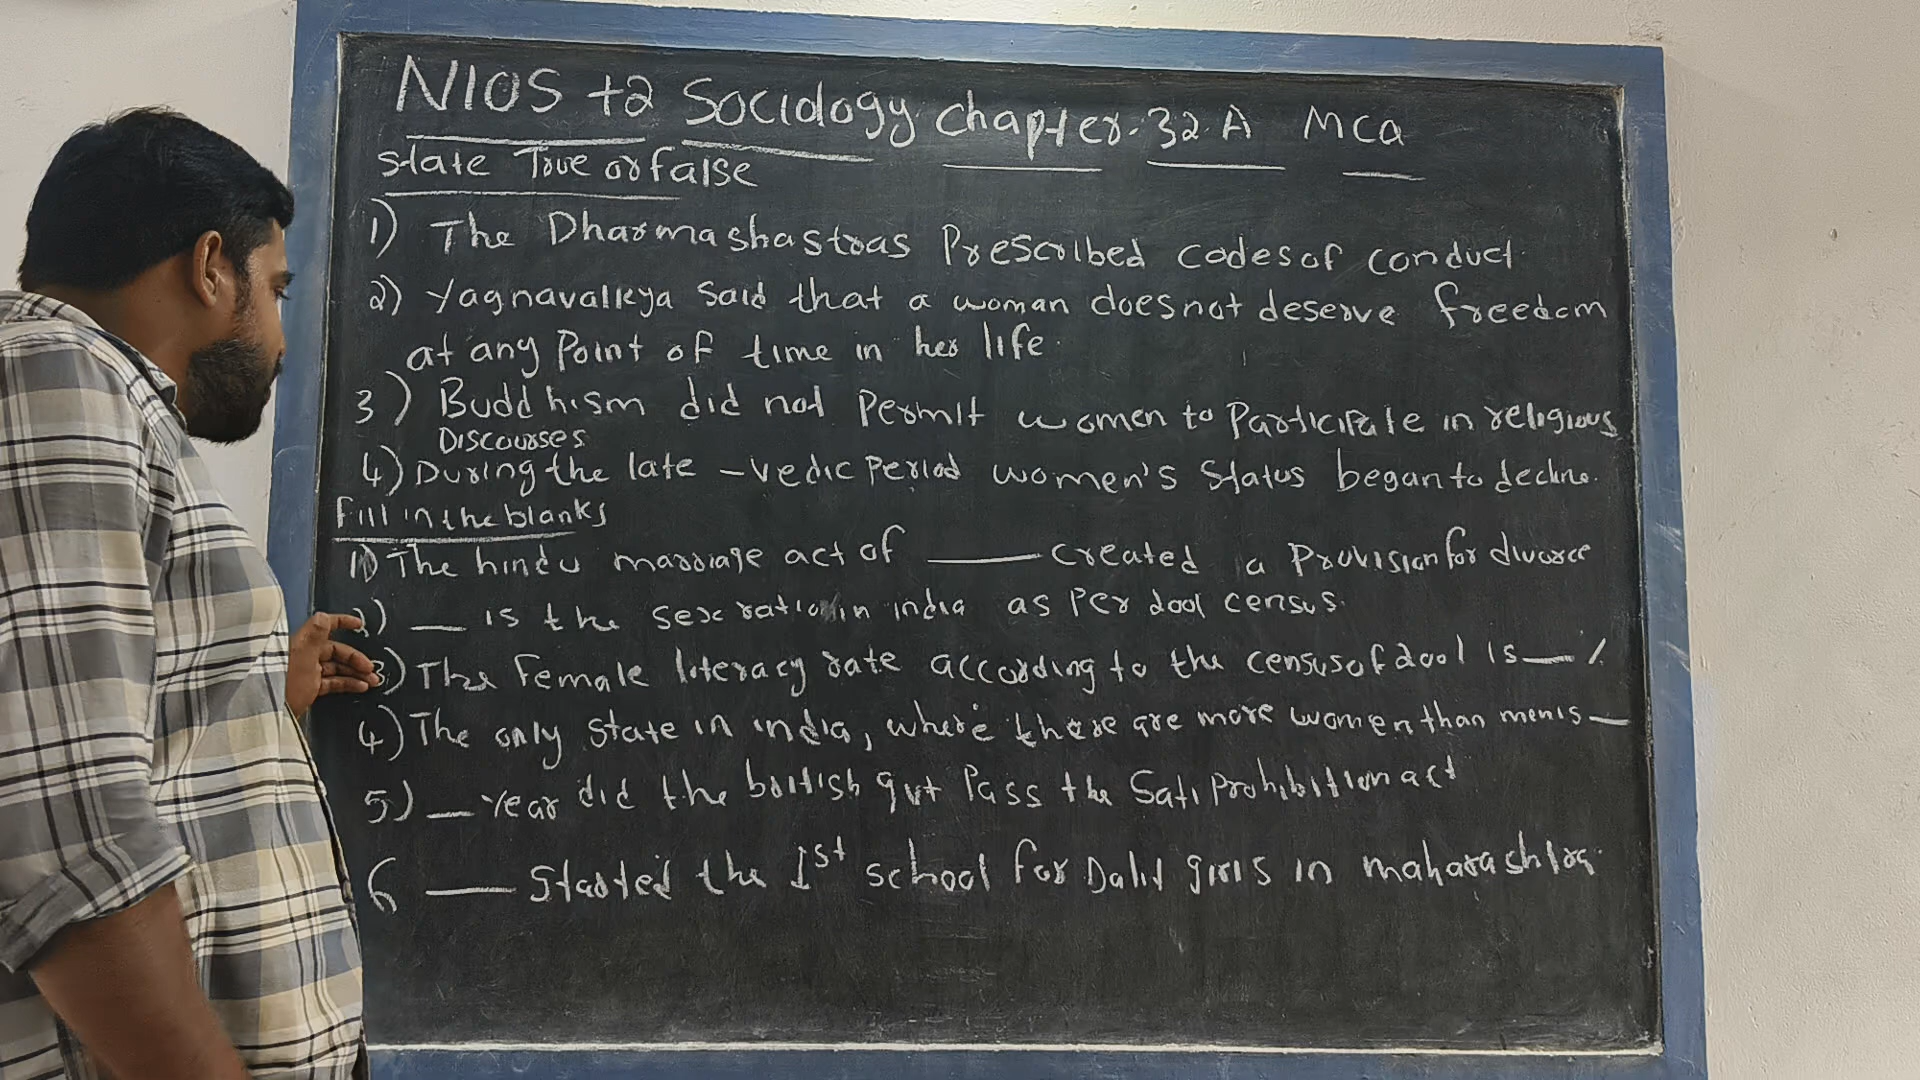 NIOS +2 Sociology chapter. 32 A MCQ
State True or false
1) The Dharmashastras Prescribed codes of conduct
2) Yagnavalkya said that a woman does not deserve freedom
at any Point of time in her life.
3) Buddhism did not Permit women to Participate in religious
Discourses
4) During the late - vedic Period women's Status began to decline.
Fill in the blanks
1) The hindu marriage act of ____ created a Provision for divorce
2) __ is the sex ratio in india as Per 2001 census.
3) The Female literacy rate according to the census of 2001 is __ %
4) The only state in india, where there are more women than men is __
5) __ Year did the british gvt Pass the Sati Prohibition act
6 ____ Started the 1st school for Dalit girls in maharashtra.